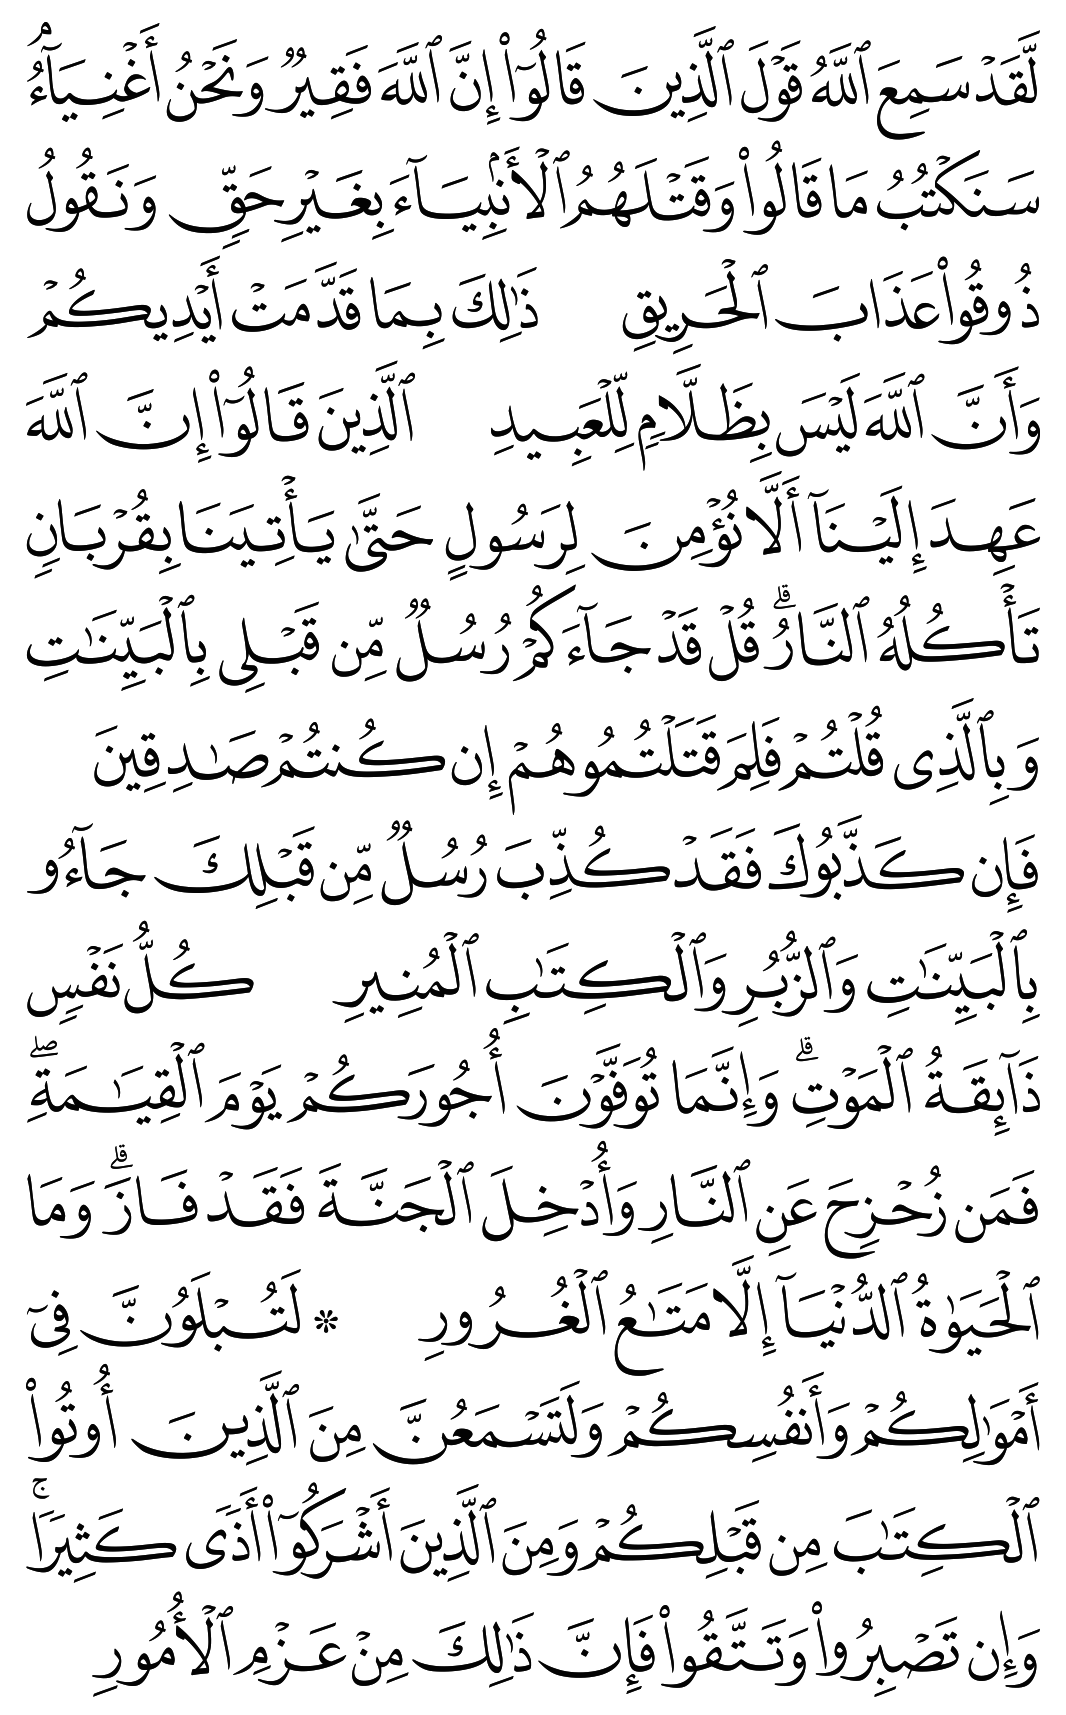 لَّقَدۡ سَمِعَ ٱللَّهُ قَوۡلَ ٱلَّذِينَ قَالُوٓاْ إِنَّ ٱللَّهَ فَقِيرٞ وَنَحۡنُ أَغۡنِيَآءُۘ
سَنَكۡتُبُ مَا قَالُواْ وَقَتۡلَهُمُ ٱلۡأَنۢبِيَآءَ بِغَيۡرِ حَقّٖ وَنَقُولُ
ذُوقُواْ عَذَابَ ٱلۡحَرِيقِ ذَٰلِكَ بِمَا قَدَّمَتۡ أَيۡدِيكُمۡ
وَأَنَّ ٱللَّهَ لَيۡسَ بِظَلَّامٖ لِّلۡعَبِيدِ ٱلَّذِينَ قَالُوٓاْ إِنَّ ٱللَّهَ
عَهِدَ إِلَيۡنَآ أَلَّا نُؤۡمِنَ لِرَسُولٍ حَتَّىٰ يَأۡتِيَنَا بِقُرۡبَانٖ
تَأۡكُلُهُ ٱلنَّارُۗ قُلۡ قَدۡ جَآءَكُمۡ رُسُلٞ مِّن قَبۡلِي بِٱلۡبَيِّنَٰتِ
وَبِٱلَّذِي قُلۡتُمۡ فَلِمَ قَتَلۡتُمُوهُمۡ إِن كُنتُمۡ صَٰدِقِينَ
فَإِن كَذَّبُوكَ فَقَدۡ كُذِّبَ رُسُلٞ مِّن قَبۡلِكَ جَآءُو
بِٱلۡبَيِّنَٰتِ وَٱلزُّبُرِ وَٱلۡكِتَٰبِ ٱلۡمُنِيرِ كُلُّ نَفۡسٖ
ذَآئِقَةُ ٱلۡمَوۡتِۗ وَإِنَّمَا تُوَفَّوۡنَ أُجُورَكُمۡ يَوۡمَ ٱلۡقِيَٰمَةِۖ
فَمَن زُحۡزِحَ عَنِ ٱلنَّارِ وَأُدۡخِلَ ٱلۡجَنَّةَ فَقَدۡ فَازَۗ وَمَا
ٱلۡحَيَوٰةُ ٱلدُّنۡيَآ إِلَّا مَتَٰعُ ٱلۡغُرُورِ * لَتُبۡلَوُنَّ فِيٓ
أَمۡوَٰلِكُمۡ وَأَنفُسِكُمۡ وَلَتَسۡمَعُنَّ مِنَ ٱلَّذِينَ أُوتُواْ
ٱلۡكِتَٰبَ مِن قَبۡلِكُمۡ وَمِنَ ٱلَّذِينَ أَشۡرَكُوٓاْ أَذٗى كَثِيرٗاۚ
وَإِن تَصۡبِرُواْ وَتَتَّقُواْ فَإِنَّ ذَٰلِكَ مِنۡ عَزۡمِ ٱلۡأُمُورِ